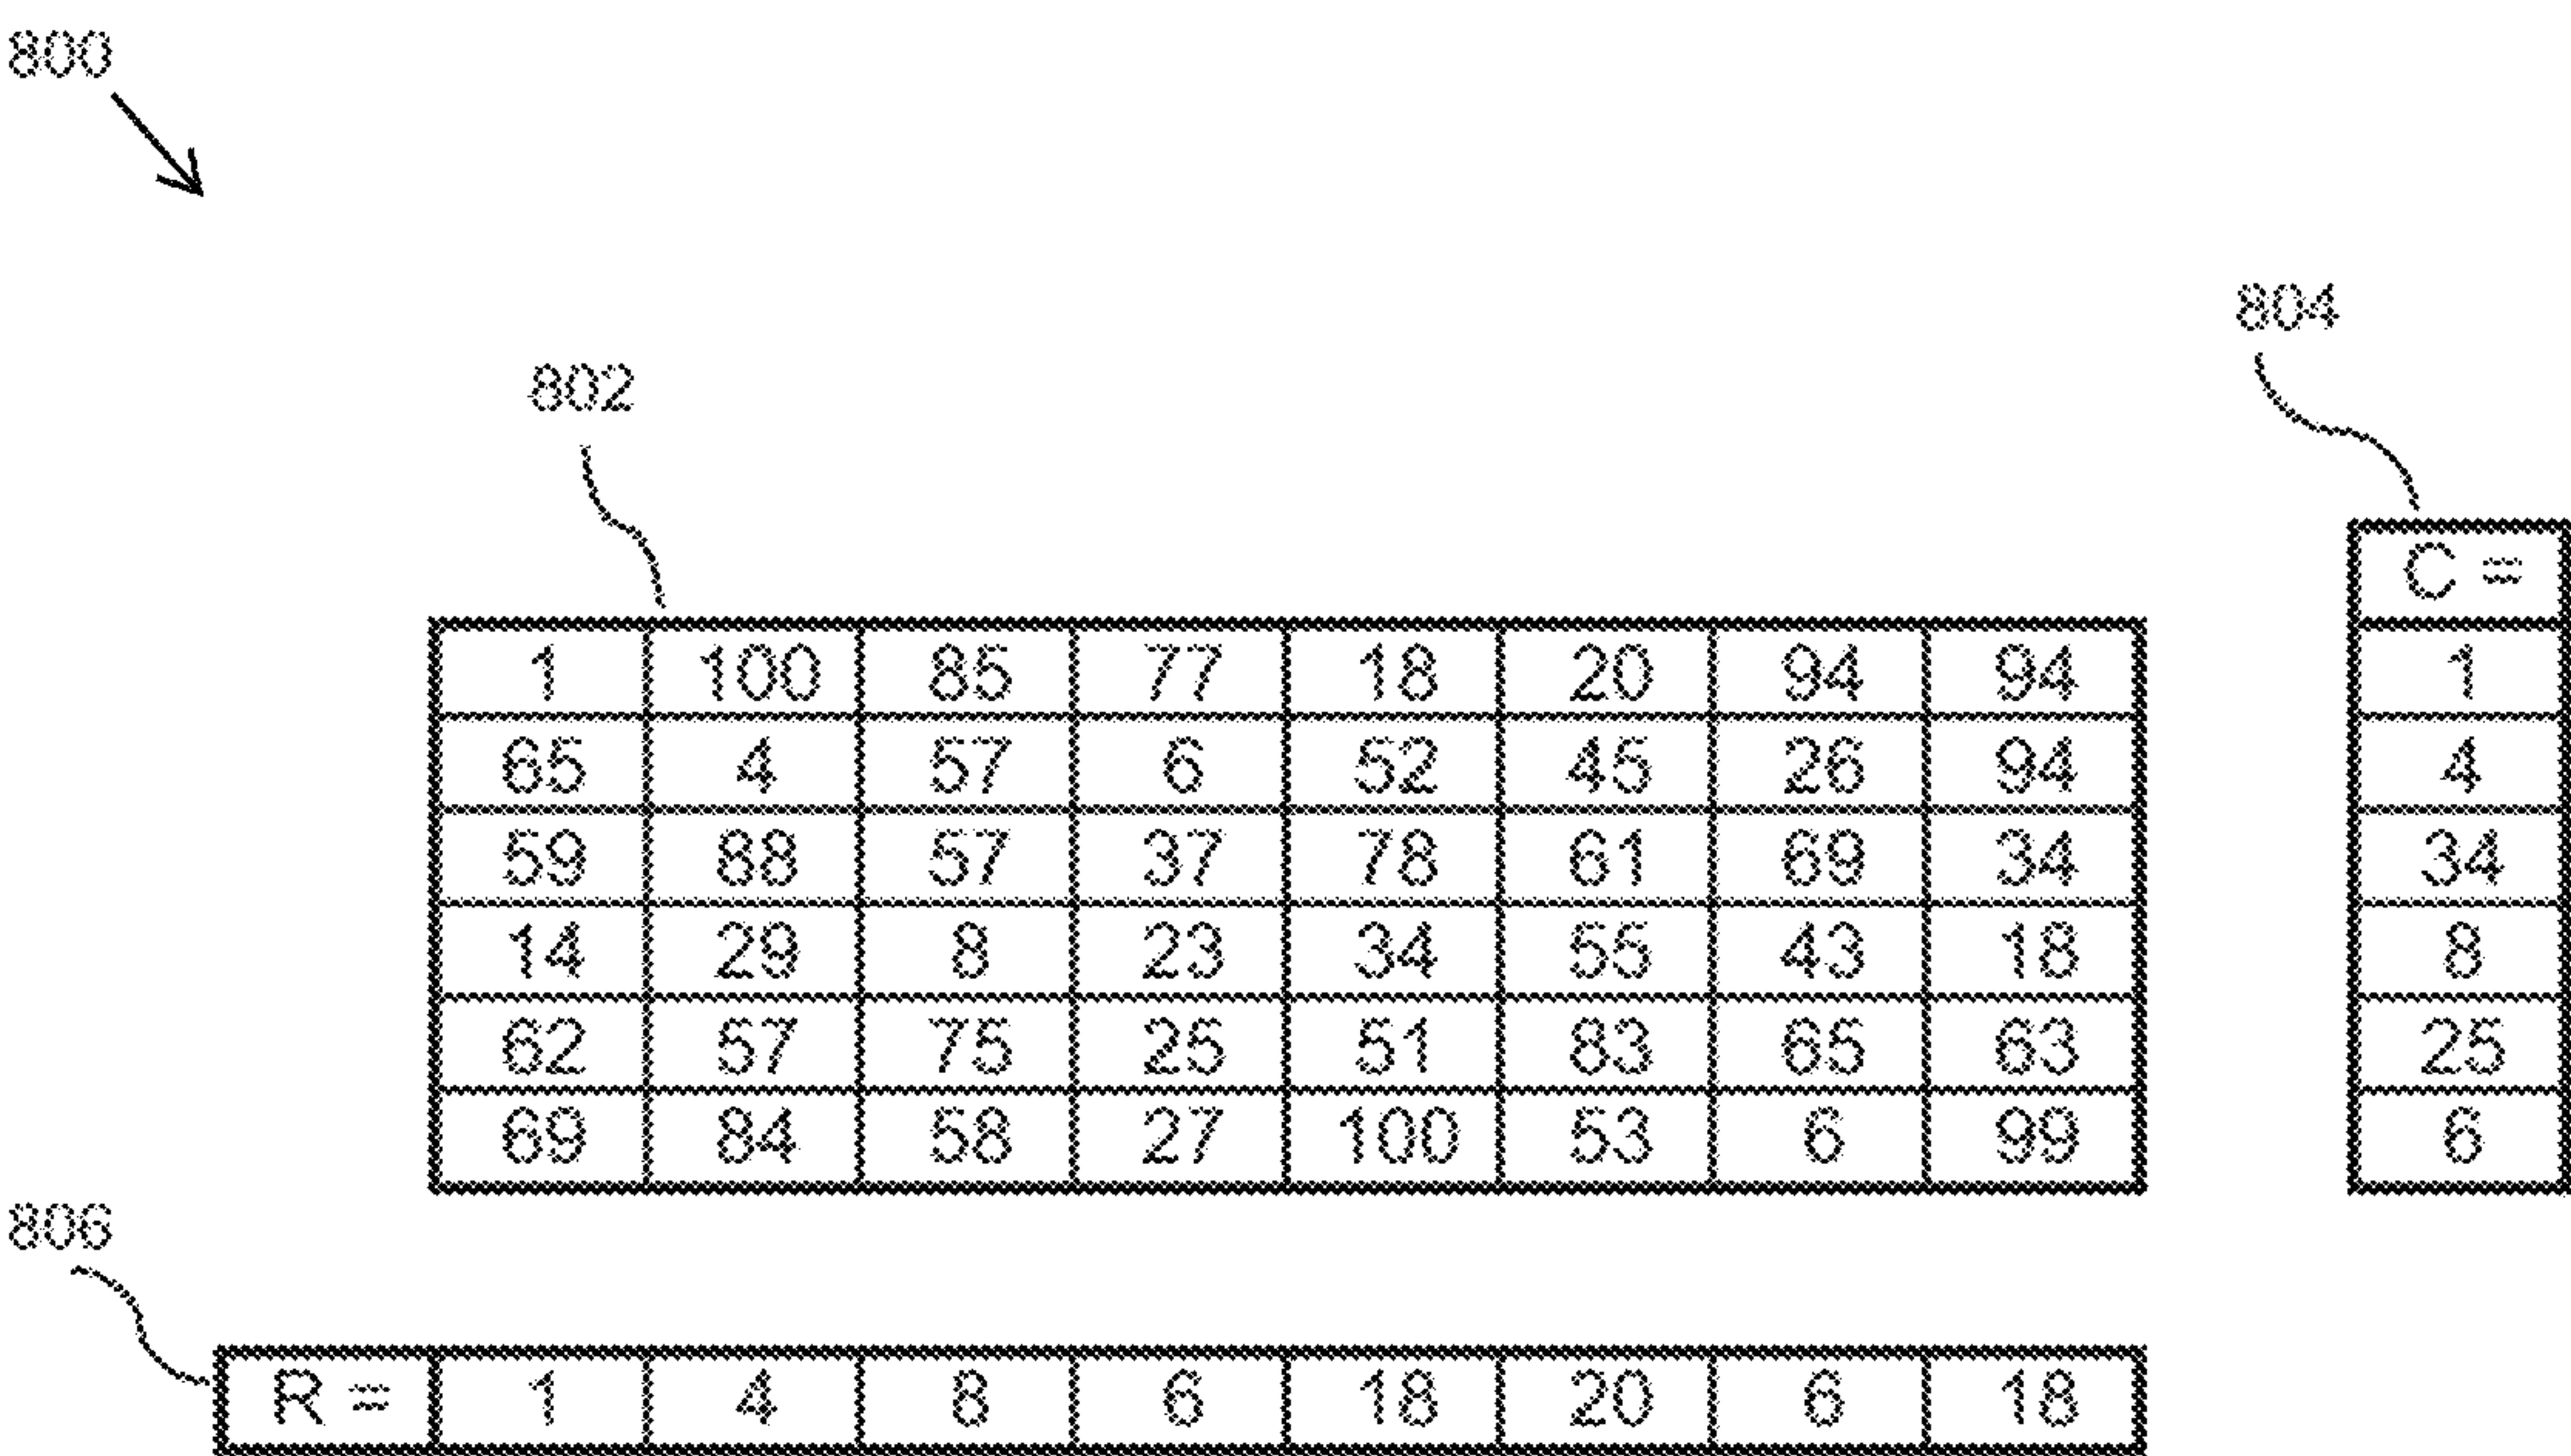 800
804
802
C =
1 100 85 77 18 20 94 94 1
65 4 57 6 52 45 26 94 4
59 88 57 37 78 61 69 34 34
14 29 8 23 34 55 43 18 8
62 57 75 25 51 83 65 63 25
69 84 58 27 100 53 6 99 6
806
R = 1 4 8 6 18 20 6 18